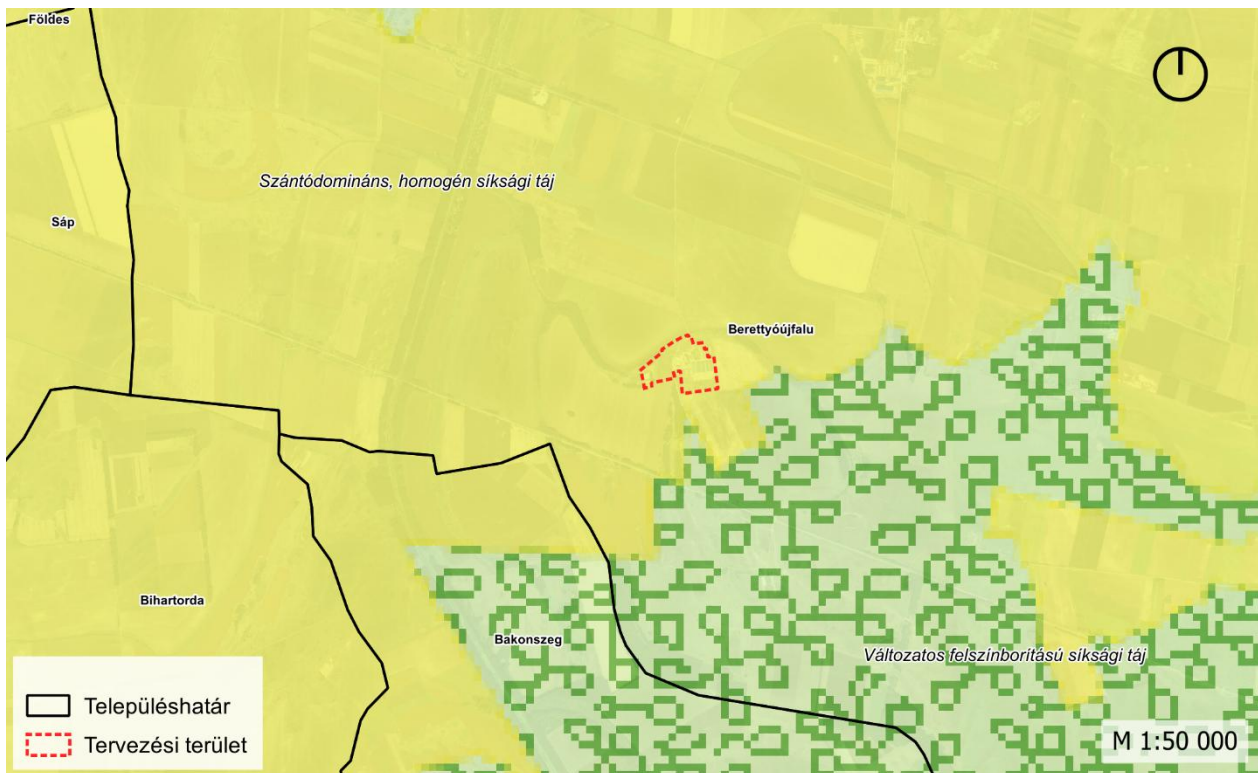 Földes
Szántódomináns, homogén síksági táj
Sáp
Berettyóújfalu
Bihartorda
Bakonszeg
Változatos felszínborítású síksági táj
Településhatár
Tervezési terület
M 1:50 000